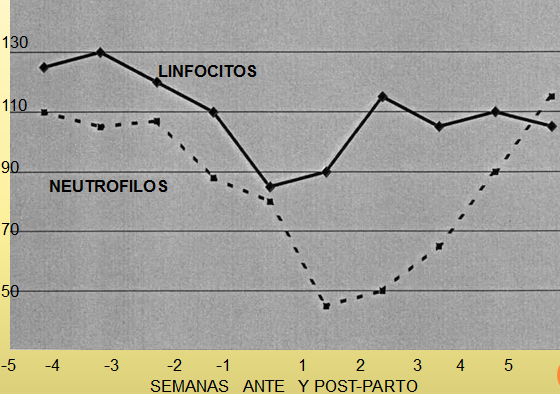 130
LINFOCITOS
110
90
NEUTROFILOS
70
50
-5 -4 -3 -2 -1 1 2 3 4 5
SEMANAS ANTE Y POST-PARTO